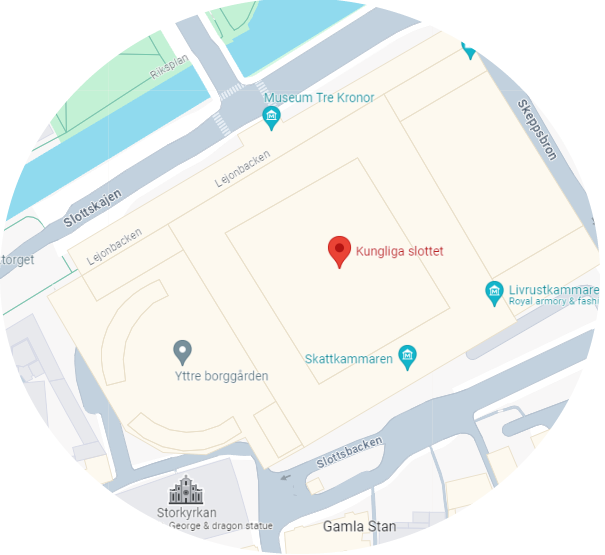 Riksplan
Museum Tre Kronor
Skeppsbron
Lejonbacken
Slottskajen
Lejonbacken
torget
Kungliga slottet
Livrustkammare
Royal armory & fashi
Skattkammaren
Yttre borggården
Slottsbacken
Storkyrkan
George & dragon statue
Gamla Stan